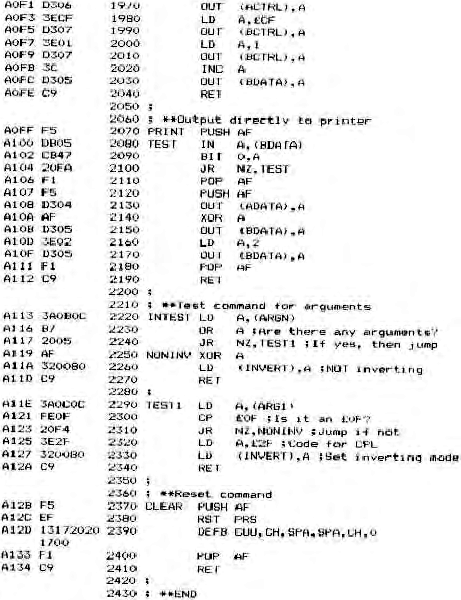 A0F1 D306 1970 OUT (ACTRL),A
A0F3 3ECF 1980 LD A,£CF
A0F5 D307 1990 OUT (BCTRL),A
A0F7 3E01 2000 LD A,1
A0F9 D307 2010 OUT (BCTRL),A
A0FB 3C 2020 INC A
A0FC D305 2030 OUT (BDATA),A
A0FE C9 2040 RET
2050 ;
2060 ; **Output directly to printer
A0FF F5 2070 PRINT PUSH AF
A100 DB05 2080 TEST IN A,(BDATA)
A102 CB47 2090 BIT 0,A
A104 20FA 2100 JR NZ,TEST
A106 F1 2110 POP AF
A107 F5 2120 PUSH AF
A108 D304 2130 OUT (ADATA),A
A10A AF 2140 XOR A
A10B D305 2150 OUT (BDATA),A
A10D 3E02 2160 LD A,2
A10F D305 2170 OUT (BDATA),A
A111 F1 2180 POP AF
A112 C9 2190 RET
2200 ;
2210 ; **Test command for arguments
A113 3A0B0C 2220 INTEST LD A,(ARGN)
A116 B7 2230 OR A ;Are there any arguments?
A117 2005 2240 JR NZ,TEST1 ;If yes, then jump
A119 AF 2250 NONINV XOR A
A11A 320080 2260 LD (INVERT),A ;NOT inverting
A11D C9 2270 RET
2280 ;
A11E 3A0C0C 2290 TEST1 LD A,(ARG1)
A121 FE0F 2300 CP £0F ;Is it an £0F?
A123 20F4 2310 JR NZ,NONINV ;Jump if not
A125 3E2F 2320 LD A,£2F ;Code for CPL
A127 320080 2330 LD (INVERT),A ;Set inverting mode
A12A C9 2340 RET
2350 ;
2360 ; **Reset command
A12B F5 2370 CLEAR PUSH AF
A12C EF 2380 RST PRS
A12D 13172020 2390 DEFB CUU,CH,SPA,SPA,CH,0
1700
A133 F1 2400 POP AF
A134 C9 2410 RET
2420 ;
2430 ; **END